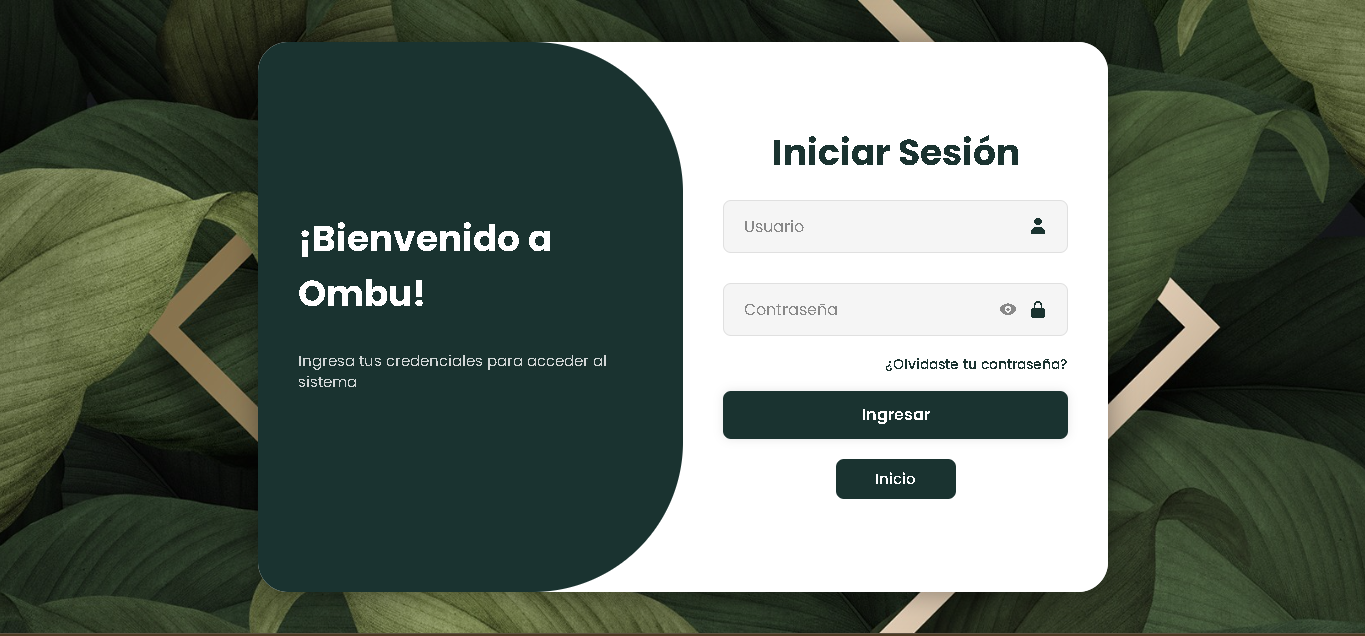 ¡Bienvenido a
Ombu!
Ingresa tus credenciales para acceder al
sistema
Iniciar Sesión
Usuario
Contraseña
¿Olvidaste tu contraseña?
Ingresar
Inicio